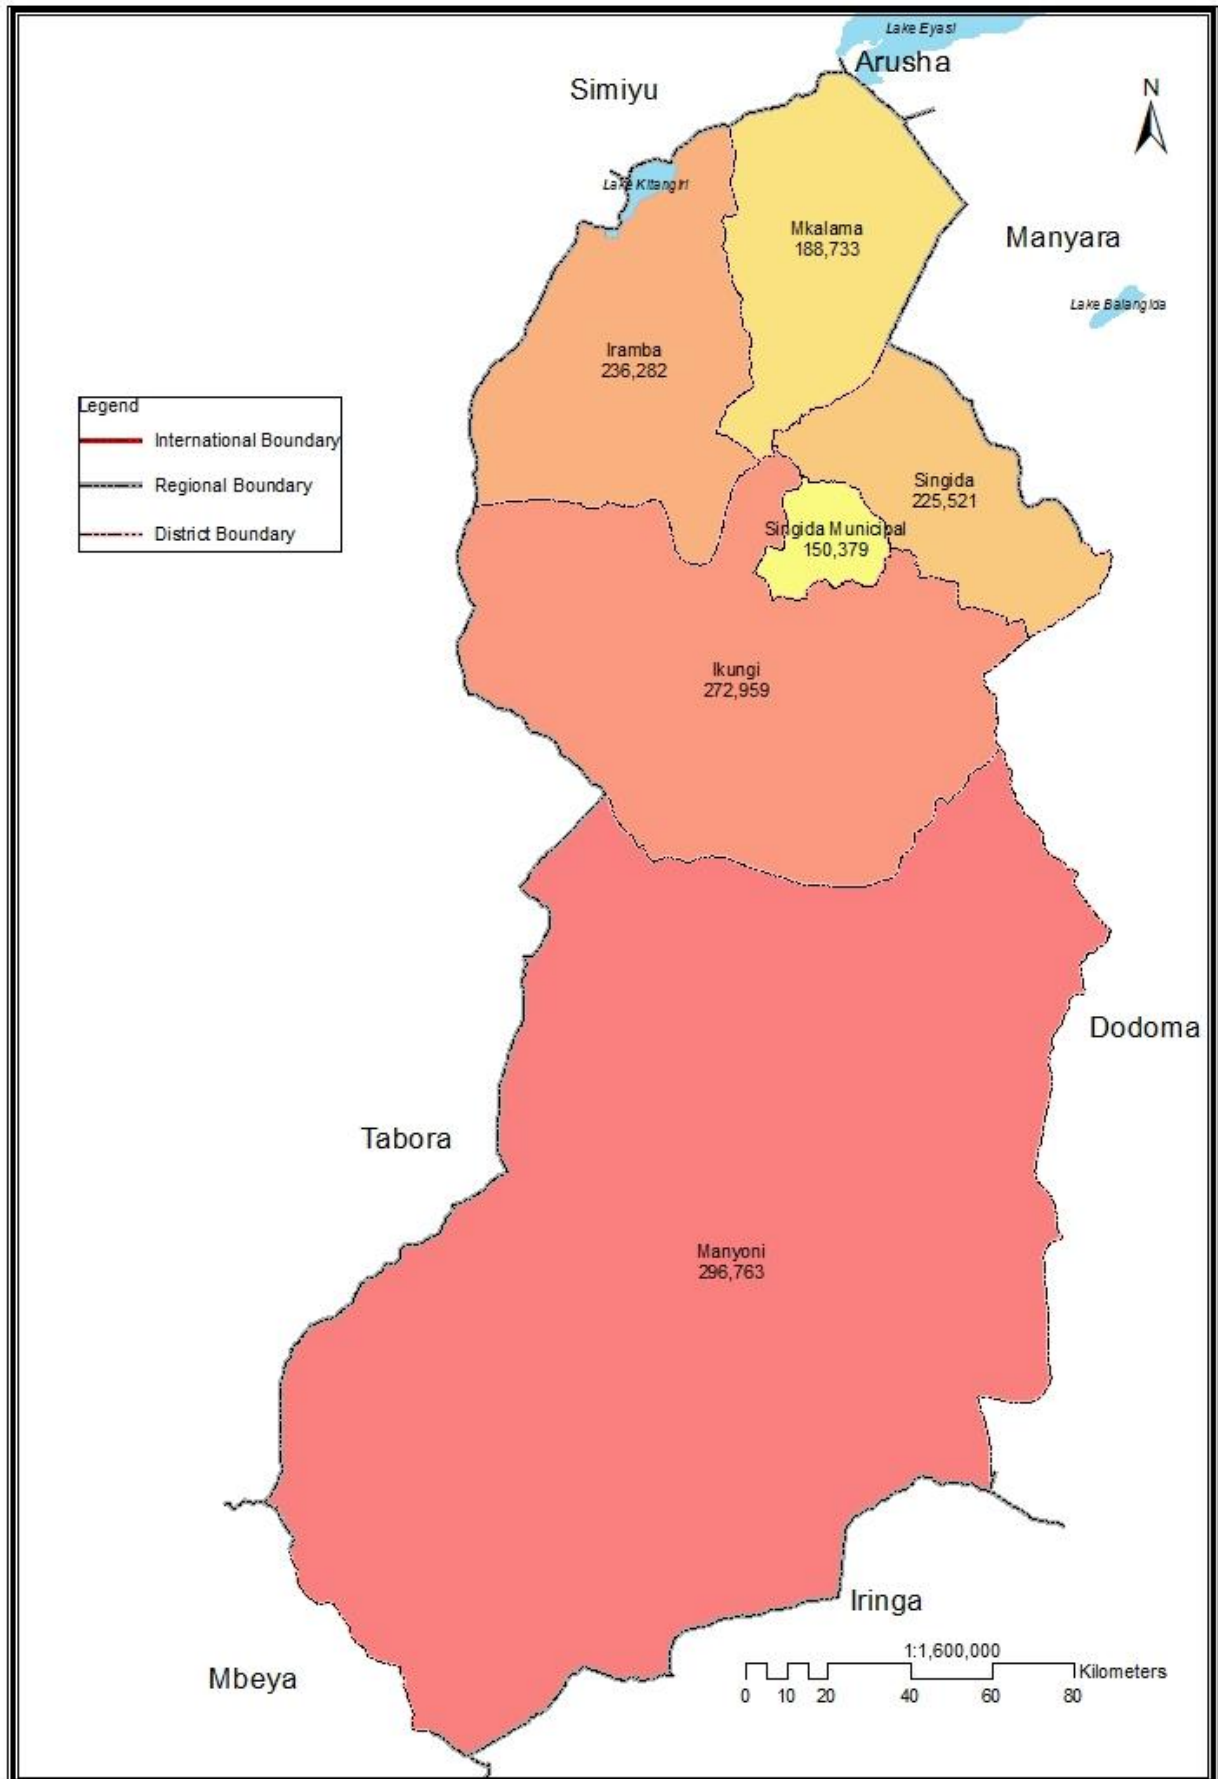 Lake Eyasi
Arusha
Simiyu
N
Lake Kitangiri
Mkalama
188,733
Manyara
Lake Balangida
Iramba
236,282
Legend
International Boundary
Regional Boundary
District Boundary
Singida
225,521
Singida Municipal
150,379
Ikungi
272,959
Dodoma
Tabora
Manyoni
296,763
Iringa
Mbeya
1:1,600,000
Kilometers
0 10 20 40 60 80